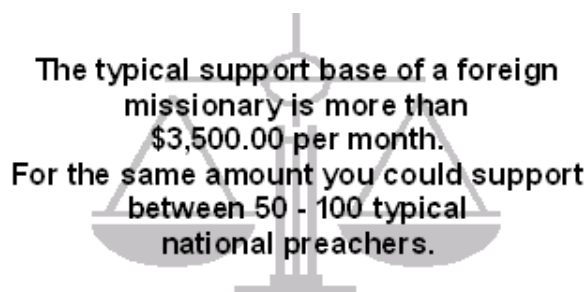 The typical support base of a foreign
missionary is more than
$3,500.00 per month.
For the same amount you could support
between 50 - 100 typical
national preachers.